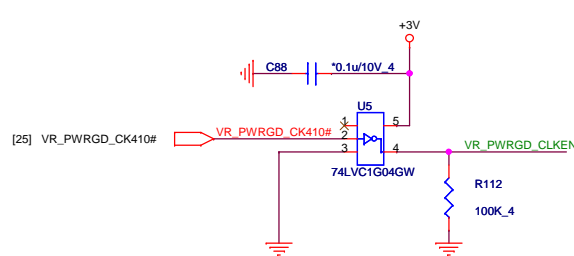 +3V
C88 *0.1u/10V_4
U5
1 5
[25] VR_PWRGD_CK410# VR_PWRGD_CK410# 2
3 4 VR_PWRGD_CLKEN
74LVC1G04GW
R112
100K_4